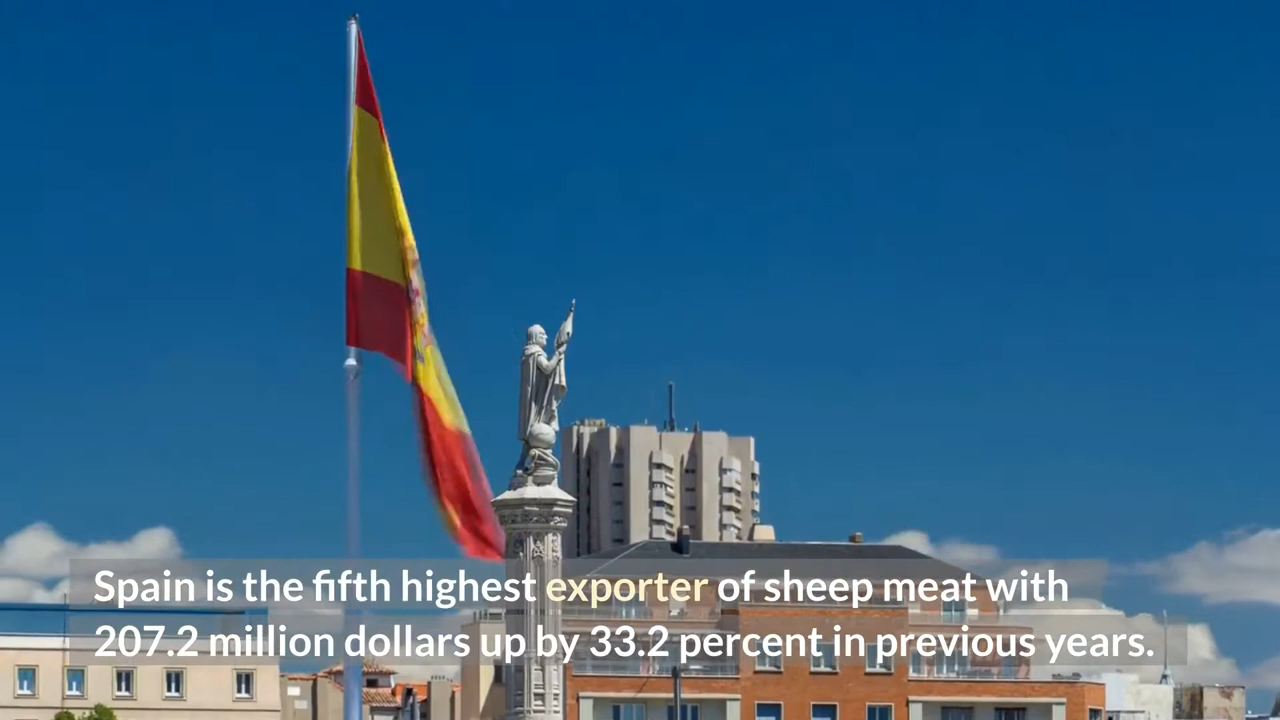 Spain is the fifth highest exporter of sheep meat with
207.2 million dollars up by 33.2 percent in previous years.